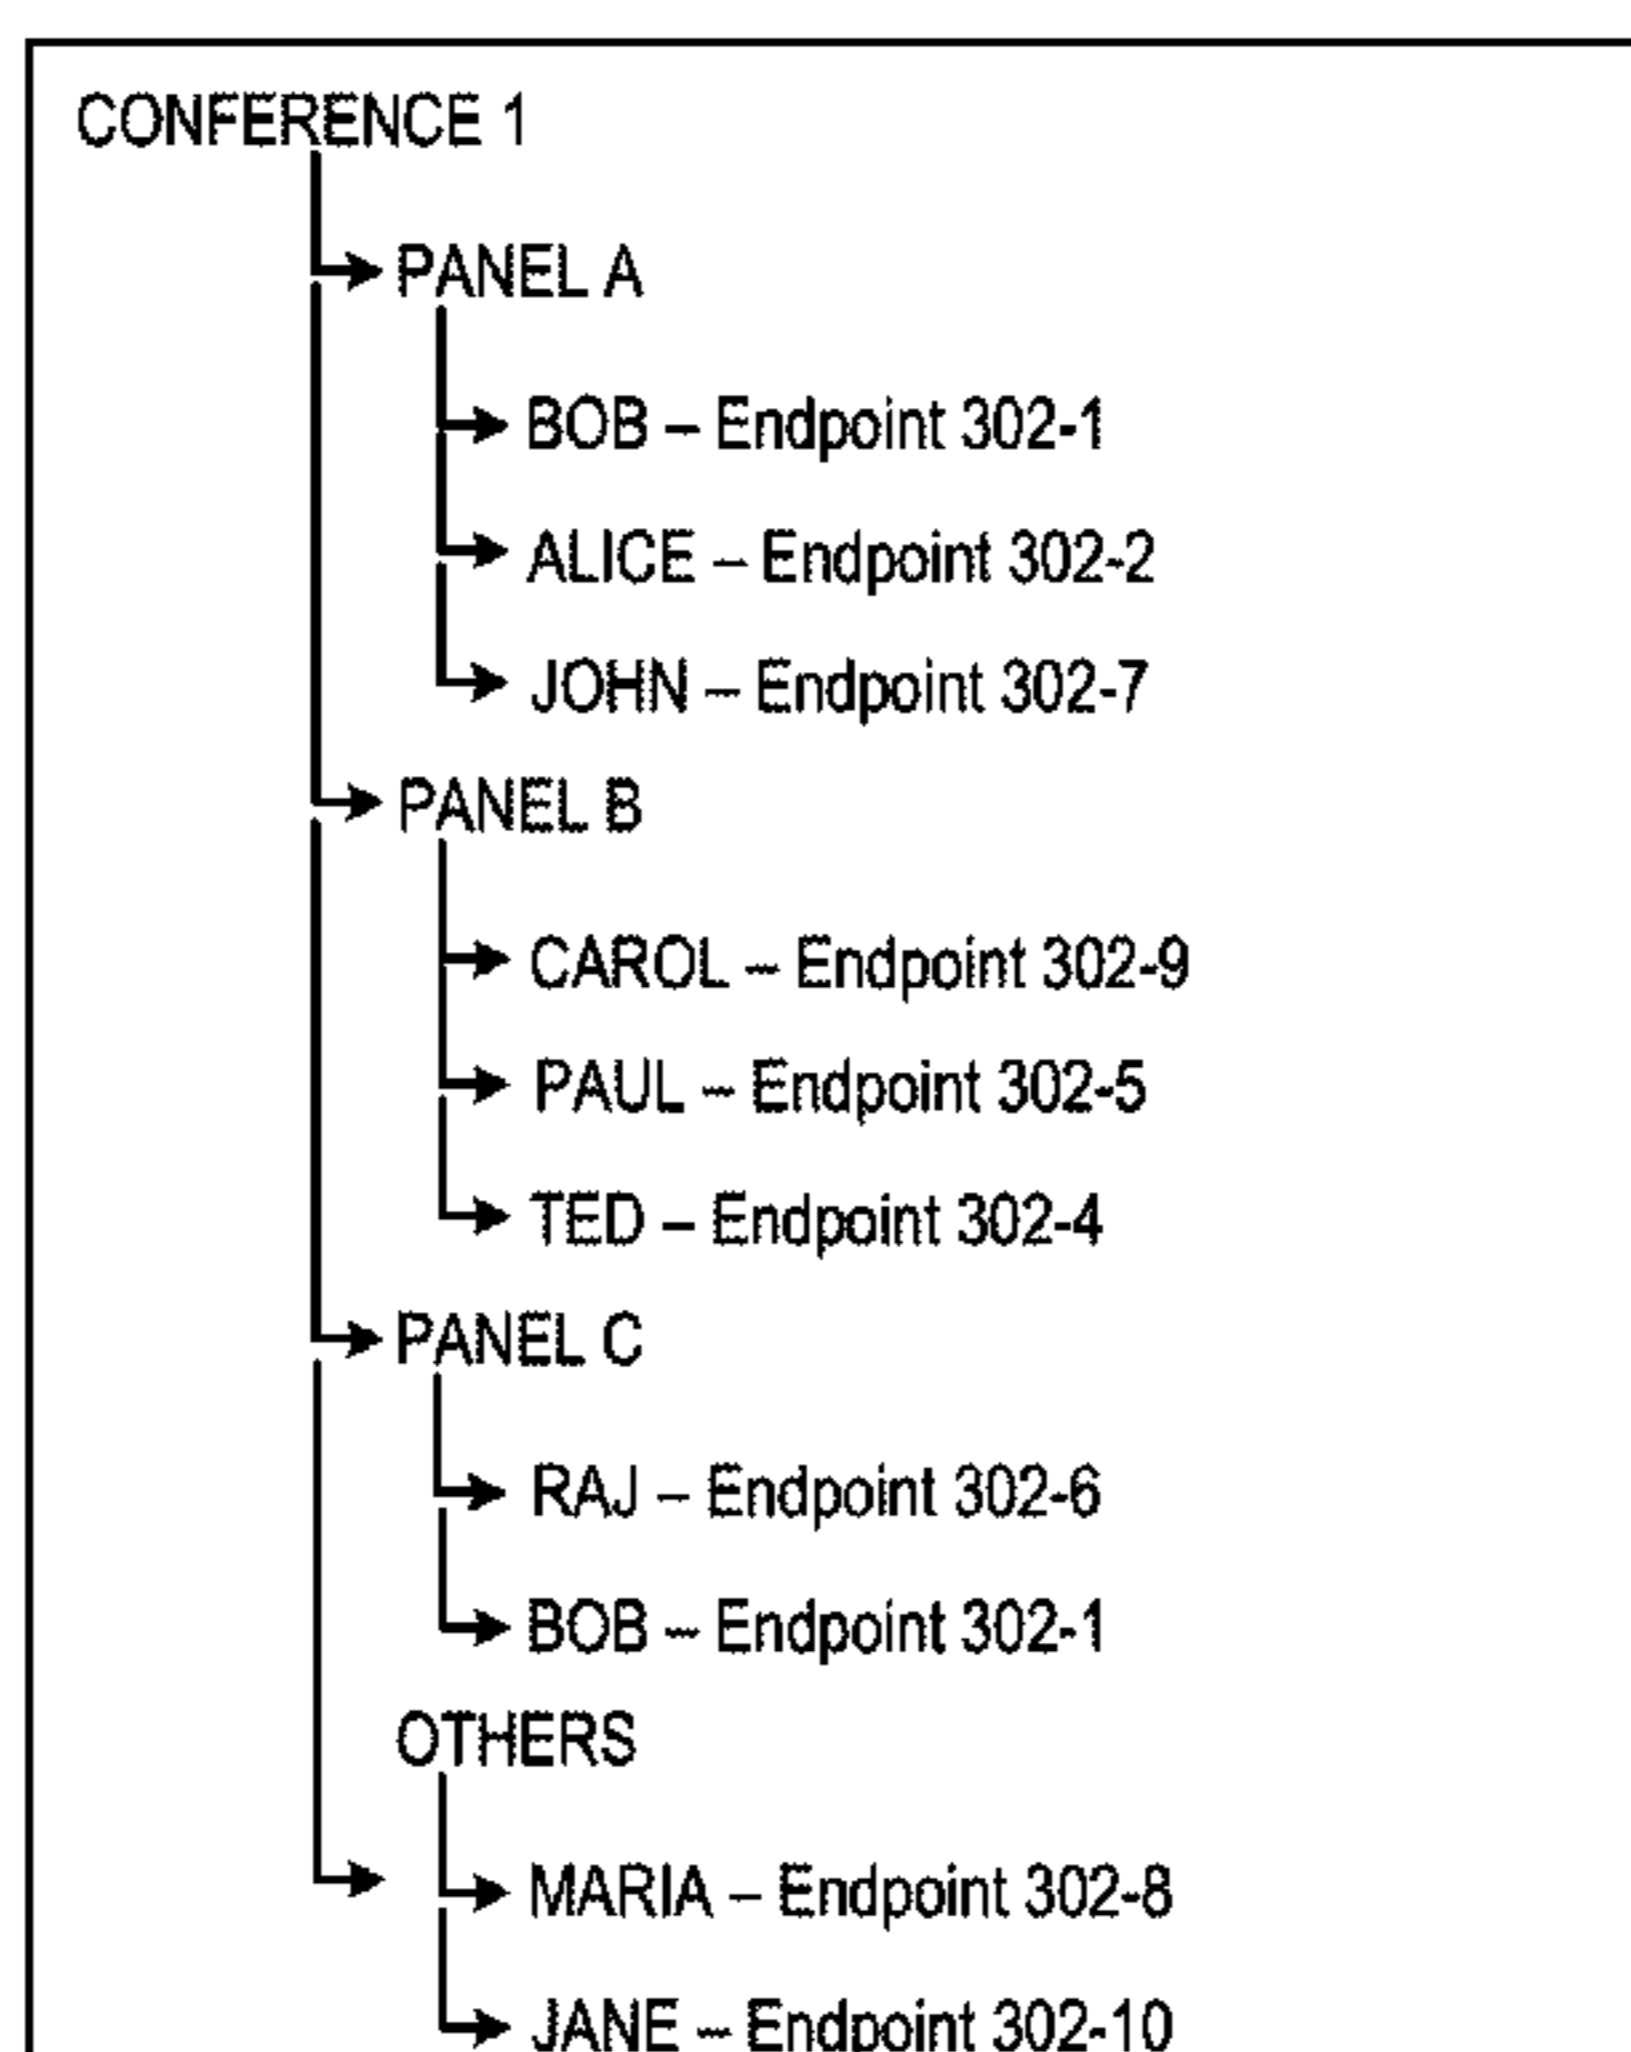 CONFERENCE 1
PANEL A
BOB – Endpoint 302-1
ALICE – Endpoint 302-2
JOHN – Endpoint 302-7
PANEL B
CAROL – Endpoint 302-9
PAUL – Endpoint 302-5
TED – Endpoint 302-4
PANEL C
RAJ – Endpoint 302-6
BOB – Endpoint 302-1
OTHERS
MARIA – Endpoint 302-8
JANE – Endpoint 302-10